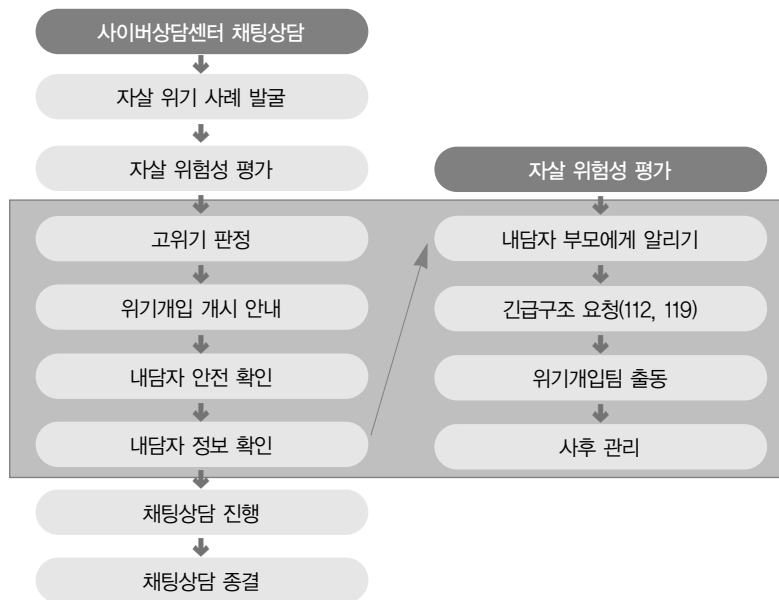 사이버상담센터 채팅상담
자살 위기 사례 발굴
자살 위험성 평가
고위기 판정
위기개입 개시 안내
내담자 안전 확인
내담자 정보 확인
채팅상담 진행
채팅상담 종결
자살 위험성 평가
내담자 부모에게 알리기
긴급구조 요청(112, 119)
위기개입팀 출동
사후 관리